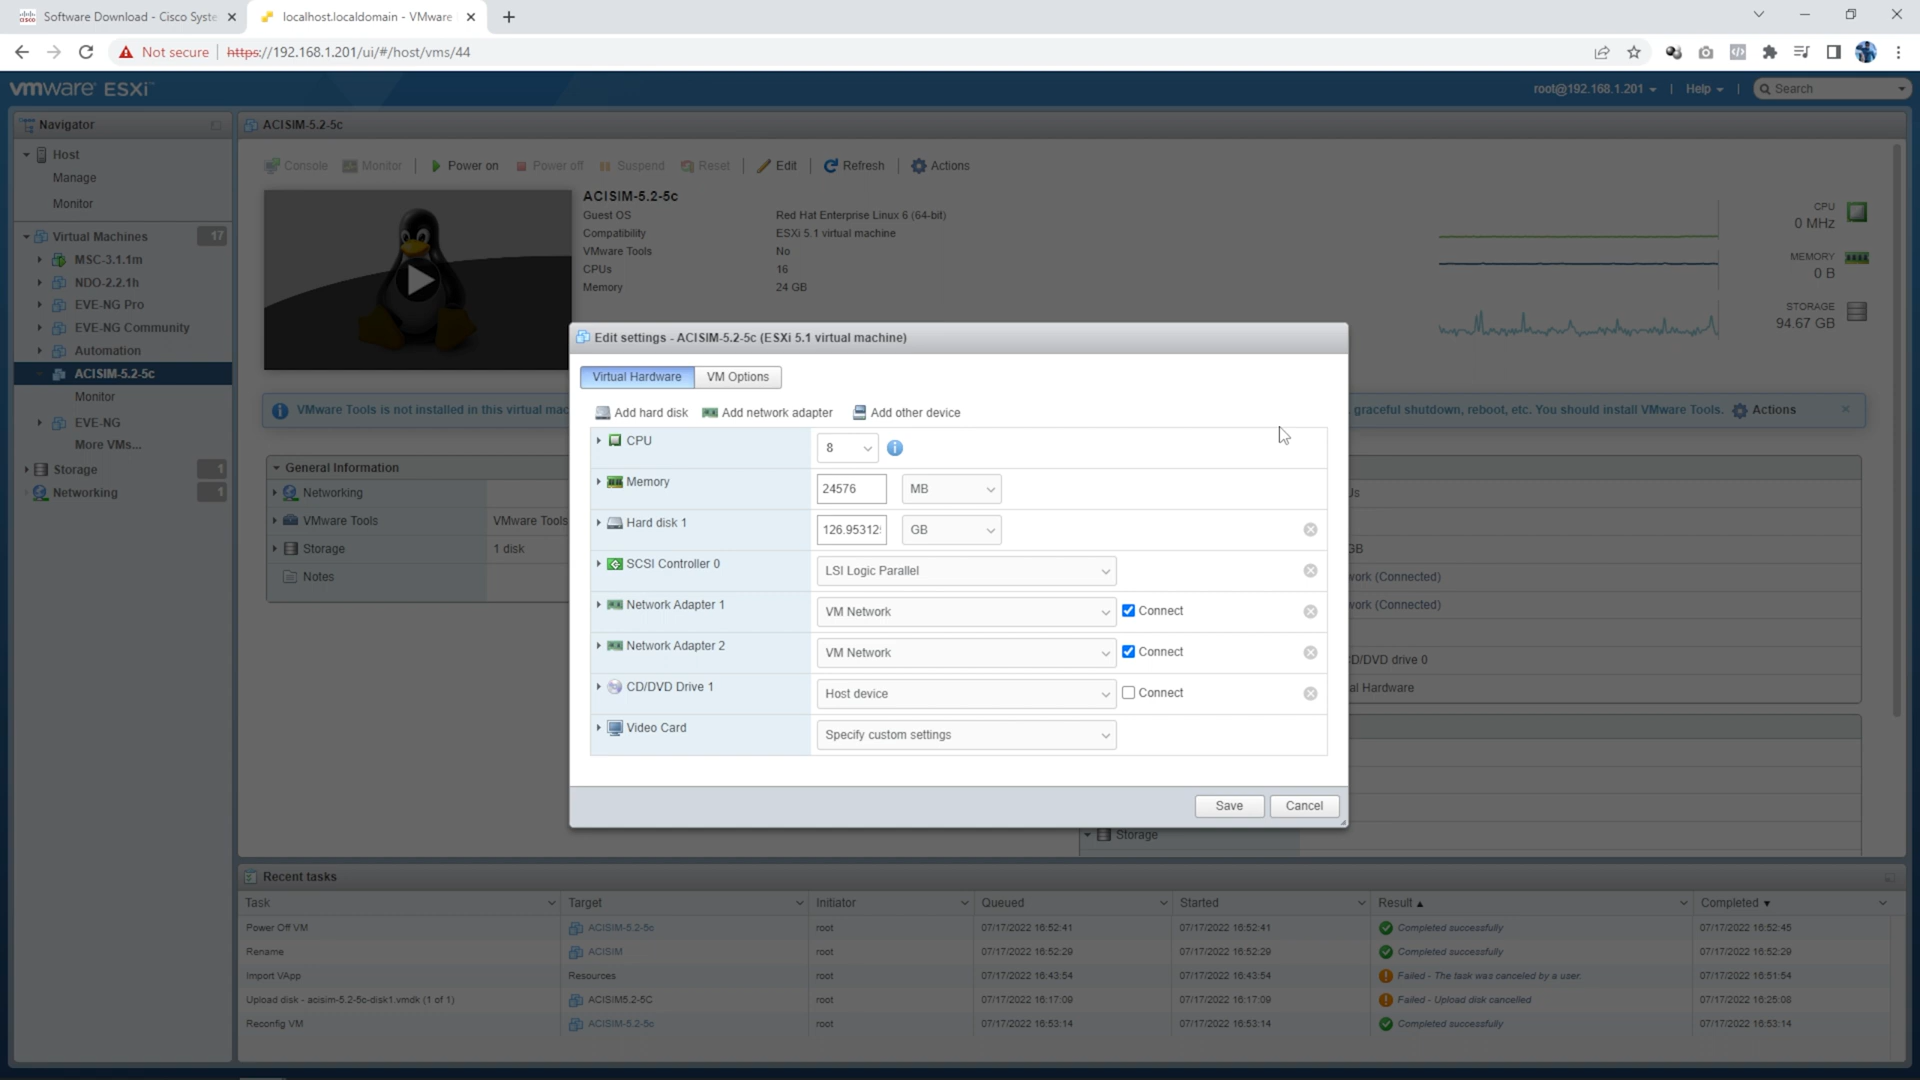 Software Download - Cisco Syste
localhost.localdomain - VMware
Not secure
https://192.168.1.201/ui/#/host/vms/44
vmware ESXi
root@192.168.1.201
Help
Search
Navigator
ACISIM-5.2-5c
Host
Manage
Monitor
Virtual Machines 17
MSC-3.1.1m
NDO-2.2.1h
EVE-NG Pro
EVE-NG Community
Automation
ACISIM-5.2-5c
Monitor
EVE-NG
More VMs...
Storage 1
Networking 1
Console Monitor Power on Power off Suspend Reset Edit Refresh Actions
ACISIM-5.2-5c
Guest OS Red Hat Enterprise Linux 6 (64-bit)
Compatibility ESXi 5.1 virtual machine
VMware Tools No
CPUs 16
Memory 24 GB
CPU
0 MHz
MEMORY
0 B
STORAGE
94.67 GB
VMware Tools is not installed in this virtual mac
graceful shutdown, reboot, etc. You should install VMware Tools. Actions
General Information
Networking
VMware Tools VMware Tools
Storage 1 disk
Notes
Edit settings - ACISIM-5.2-5c (ESXi 5.1 virtual machine)
Virtual Hardware VM Options
Add hard disk Add network adapter Add other device
CPU 8
Memory 24576 MB
Hard disk 1 126.953125 GB
SCSI Controller 0 LSI Logic Parallel
Network Adapter 1 VM Network Connect
Network Adapter 2 VM Network Connect
CD/DVD Drive 1 Host device Connect
Video Card Specify custom settings
Save Cancel
GB
work (Connected)
work (Connected)
CD/DVD drive 0
al Hardware
Storage
Recent tasks
Task Target Initiator Queued Started Result Completed
Power Off VM ACISIM-5.2-5c root 07/17/2022 16:52:41 07/17/2022 16:52:41 Completed successfully 07/17/2022 16:52:45
Rename ACISIM root 07/17/2022 16:52:29 07/17/2022 16:52:29 Completed successfully 07/17/2022 16:52:29
Import VApp Resources root 07/17/2022 16:43:54 07/17/2022 16:43:54 Failed - The task was canceled by a user. 07/17/2022 16:51:54
Upload disk - acisim-5.2-5c-disk1.vmdk (1 of 1) ACISIM5.2-5C root 07/17/2022 16:17:09 07/17/2022 16:17:09 Failed - Upload disk cancelled 07/17/2022 16:25:08
Reconfig VM ACISIM-5.2-5c root 07/17/2022 16:53:14 07/17/2022 16:53:14 Completed successfully 07/17/2022 16:53:14